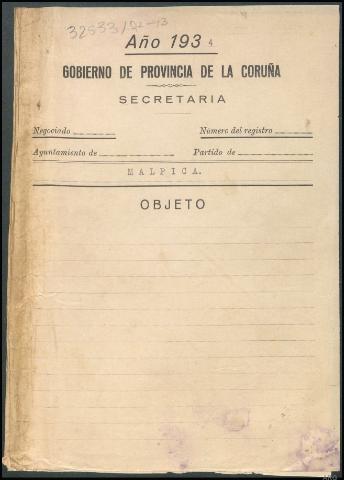 32533/92-13
Año 1934
GOBIERNO DE PROVINCIA DE LA CORUÑA
SECRETARIA
Negociado Numero del registro
Ayuntamiento de Partido de
MALPICA.
OBJETO